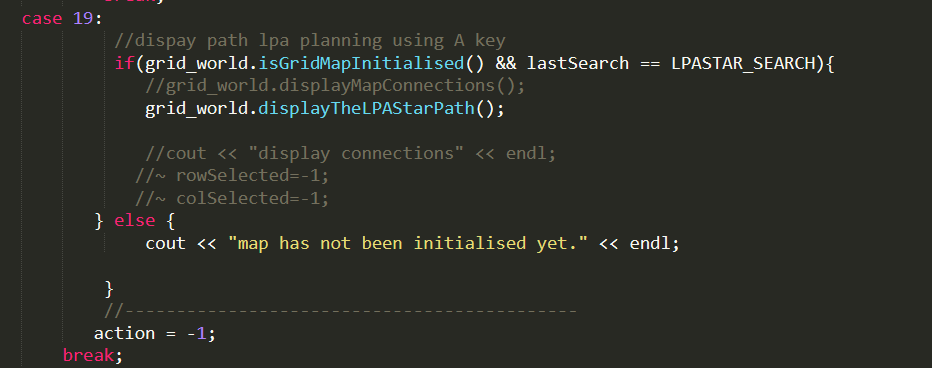 break;
case 19:
//dispay path lpa planning using A key
if(grid_world.isGridMapInitialised() && lastSearch == LPASTAR_SEARCH){
//grid_world.displayMapConnections();
grid_world.displayTheLPAStarPath();
//cout << "display connections" << endl;
//~ rowSelected=-1;
//~ colSelected=-1;
} else {
cout << "map has not been initialised yet." << endl;
}
//--------------------------------------------
action = -1;
break;